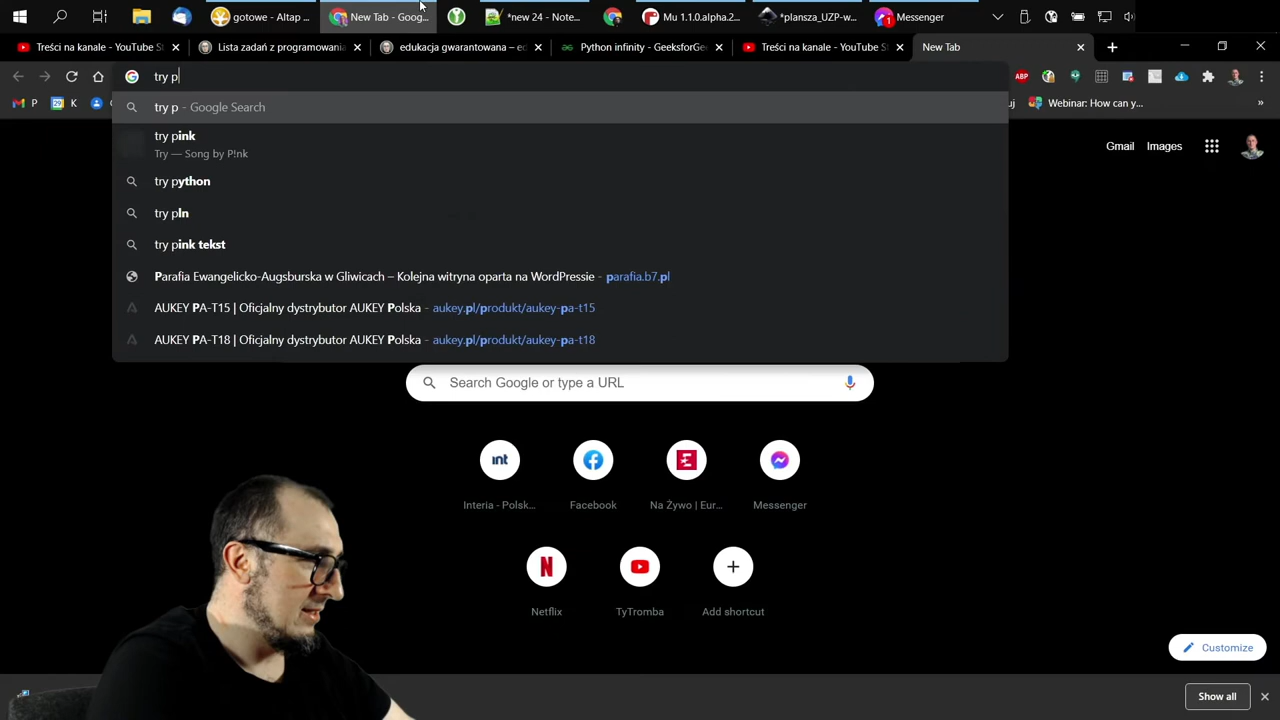 gotowe - Altap ...
New Tab - Goog...
*new 24 - Note...
Mu 1.1.0.alpha.2...
*plansza_UZP-w...
1
Messenger
Treści na kanale - YouTube St
Lista zadań z programowania
edukacja gwarantowana – ed
Python infinity - GeeksforGe
Treści na kanale - YouTube St
New Tab
try p
ABP
P
31
K
uj
Webinar: How can y...
»
try p - Google Search
try pink
Try — Song by P!nk
try python
try pln
try pink tekst
Parafia Ewangelicko-Augsburska w Gliwicach – Kolejna witryna oparta na WordPressie - parafia.b7.pl
AUKEY PA-T15 | Oficjalny dystrybutor AUKEY Polska - aukey.pl/produkt/aukey-pa-t15
AUKEY PA-T18 | Oficjalny dystrybutor AUKEY Polska - aukey.pl/produkt/aukey-pa-t18
Gmail
Images
Search Google or type a URL
int
Interia - Polsk...
Facebook
Na Żywo | Eur...
Messenger
Netflix
TyTromba
Add shortcut
Customize
Show all